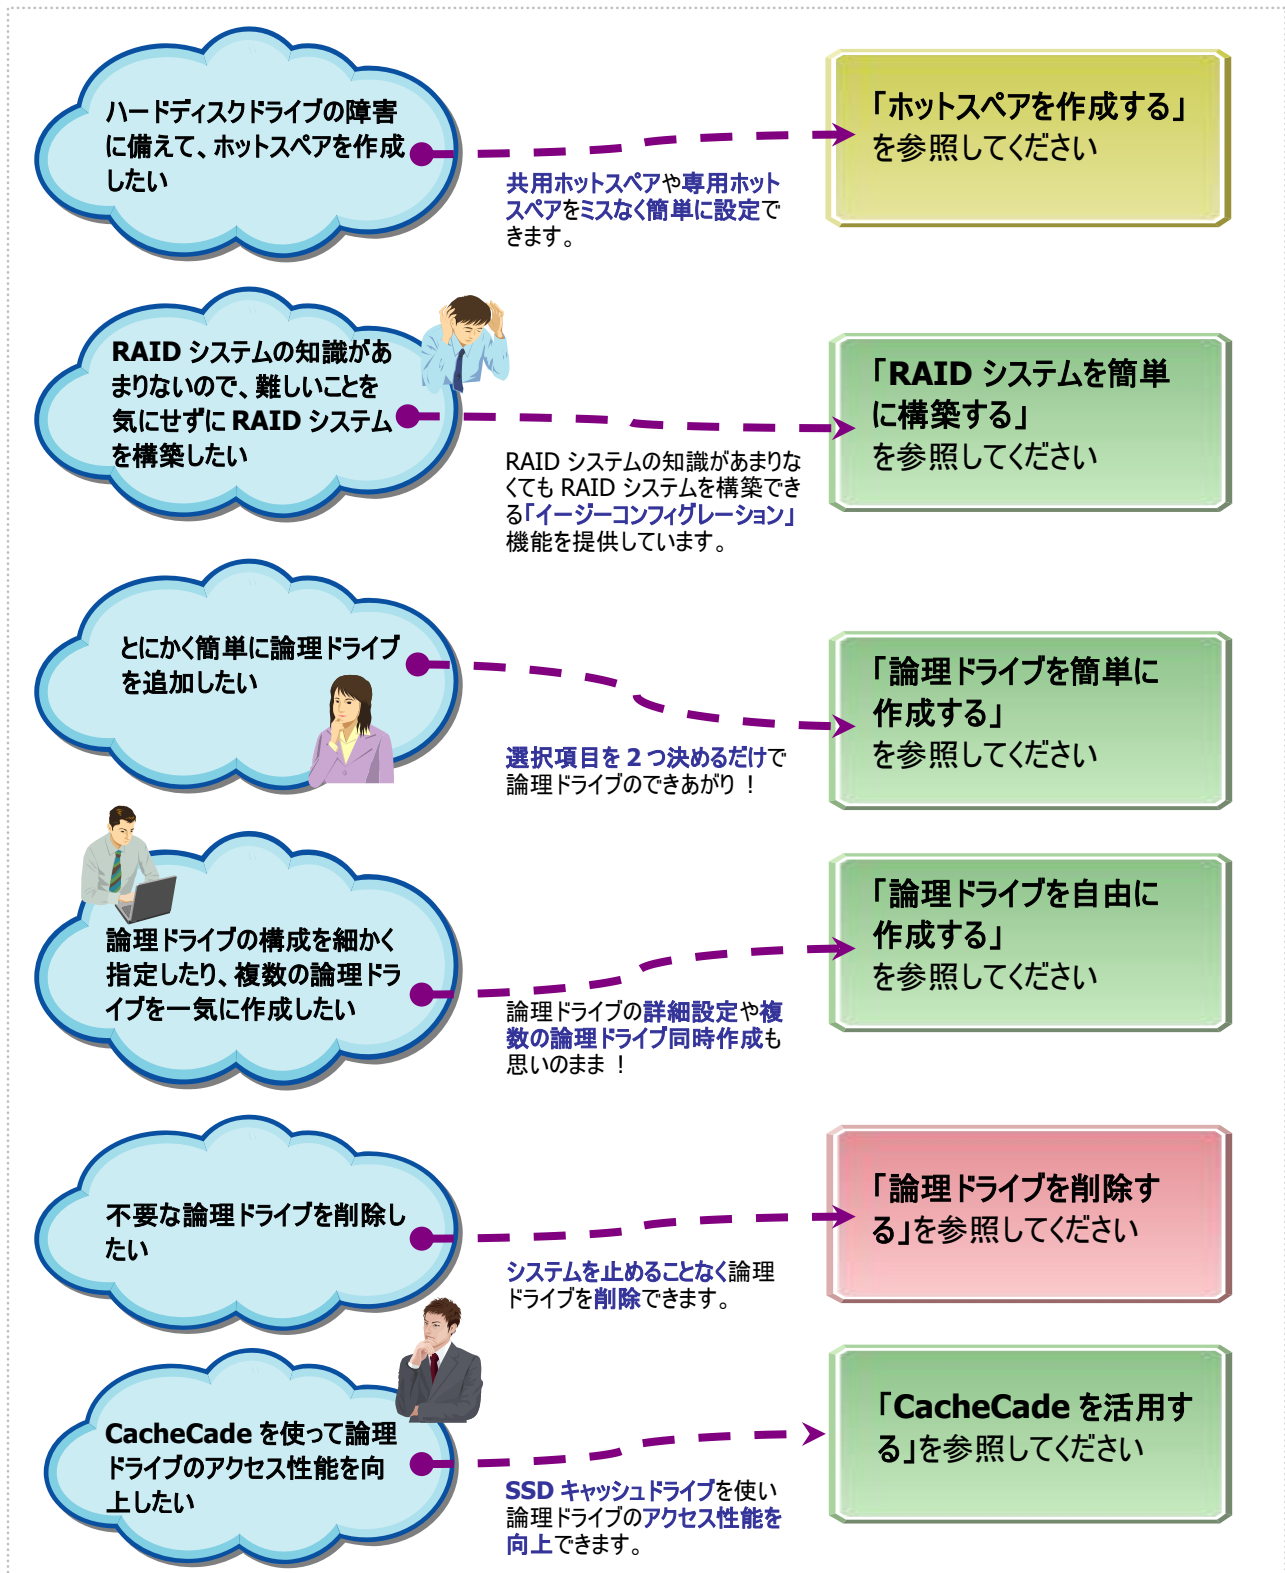 ハードディスクドライブの障害
に備えて、ホットスペアを作成
したい
共用ホットスペアや専用ホット
スペアをミスなく簡単に設定で
きます。
「ホットスペアを作成する」
を参照してください
RAID システムの知識があ
まりないので、難しいことを
気にせずに RAID システム
を構築したい
RAID システムの知識があまりな
くても RAID システムを構築でき
る「イージーコンフィグレーション」
機能を提供しています。
「RAID システムを簡単
に構築する」
を参照してください
とにかく簡単に論理ドライブ
を追加したい
選択項目を 2 つ決めるだけで
論理ドライブのできあがり！
「論理ドライブを簡単に
作成する」
を参照してください
論理ドライブの構成を細かく
指定したり、複数の論理ドラ
イブを一気に作成したい
論理ドライブの詳細設定や複
数の論理ドライブ同時作成も
思いのまま！
「論理ドライブを自由に
作成する」
を参照してください
不要な論理ドライブを削除し
たい
システムを止めることなく論理
ドライブを削除できます。
「論理ドライブを削除す
る」を参照してください
CacheCade を使って論理
ドライブのアクセス性能を向
上したい
SSD キャッシュドライブを使い
論理ドライブのアクセス性能を
向上できます。
「CacheCade を活用す
る」を参照してください